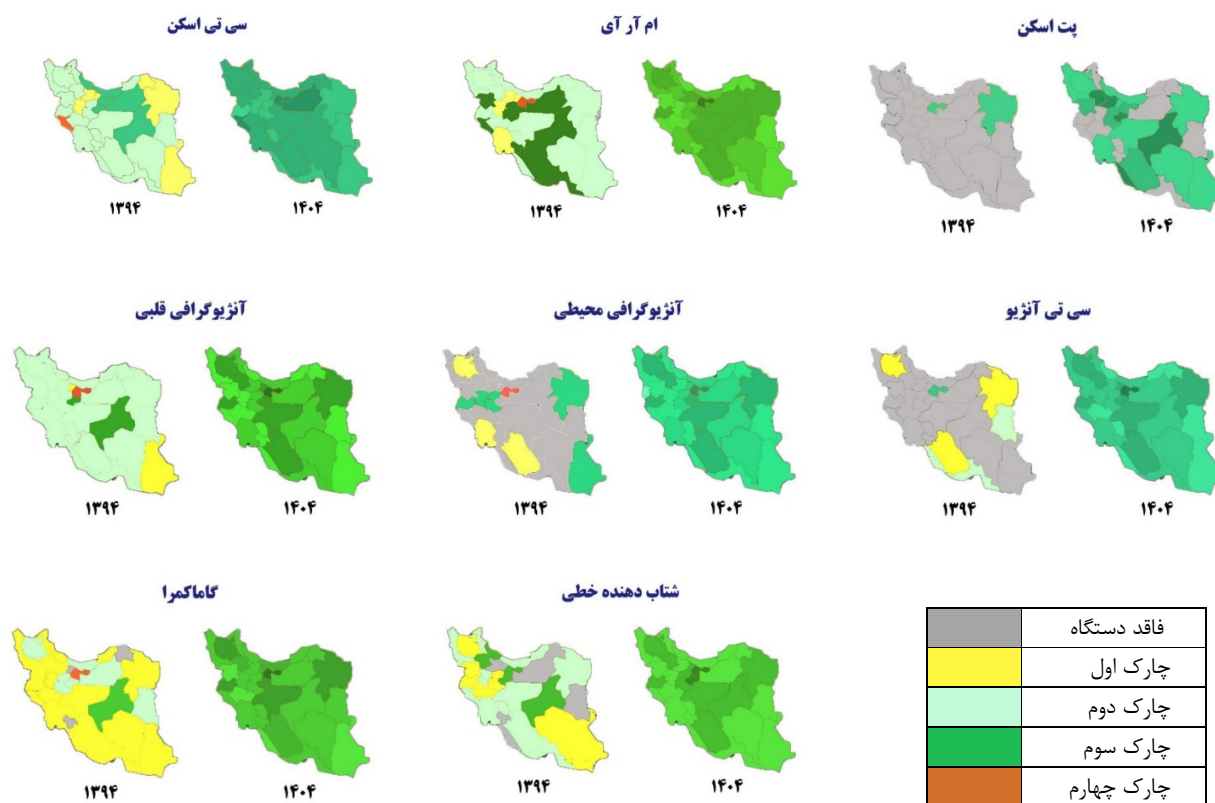 سی تی اسکن
ام آر آی
پت اسکن
۱۳۹۴
۱۴۰۴
۱۳۹۴
۱۴۰۴
۱۳۹۴
۱۴۰۴
آنژیوگرافی قلبی
آنژیوگرافی محیطی
سی تی آنژیو
۱۳۹۴
۱۴۰۴
۱۳۹۴
۱۴۰۴
۱۳۹۴
۱۴۰۴
گاماکمرا
شتاب دهنده خطی
۱۳۹۴
۱۴۰۴
۱۳۹۴
۱۴۰۴
فاقد دستگاه
چارک اول
چارک دوم
چارک سوم
چارک چهارم